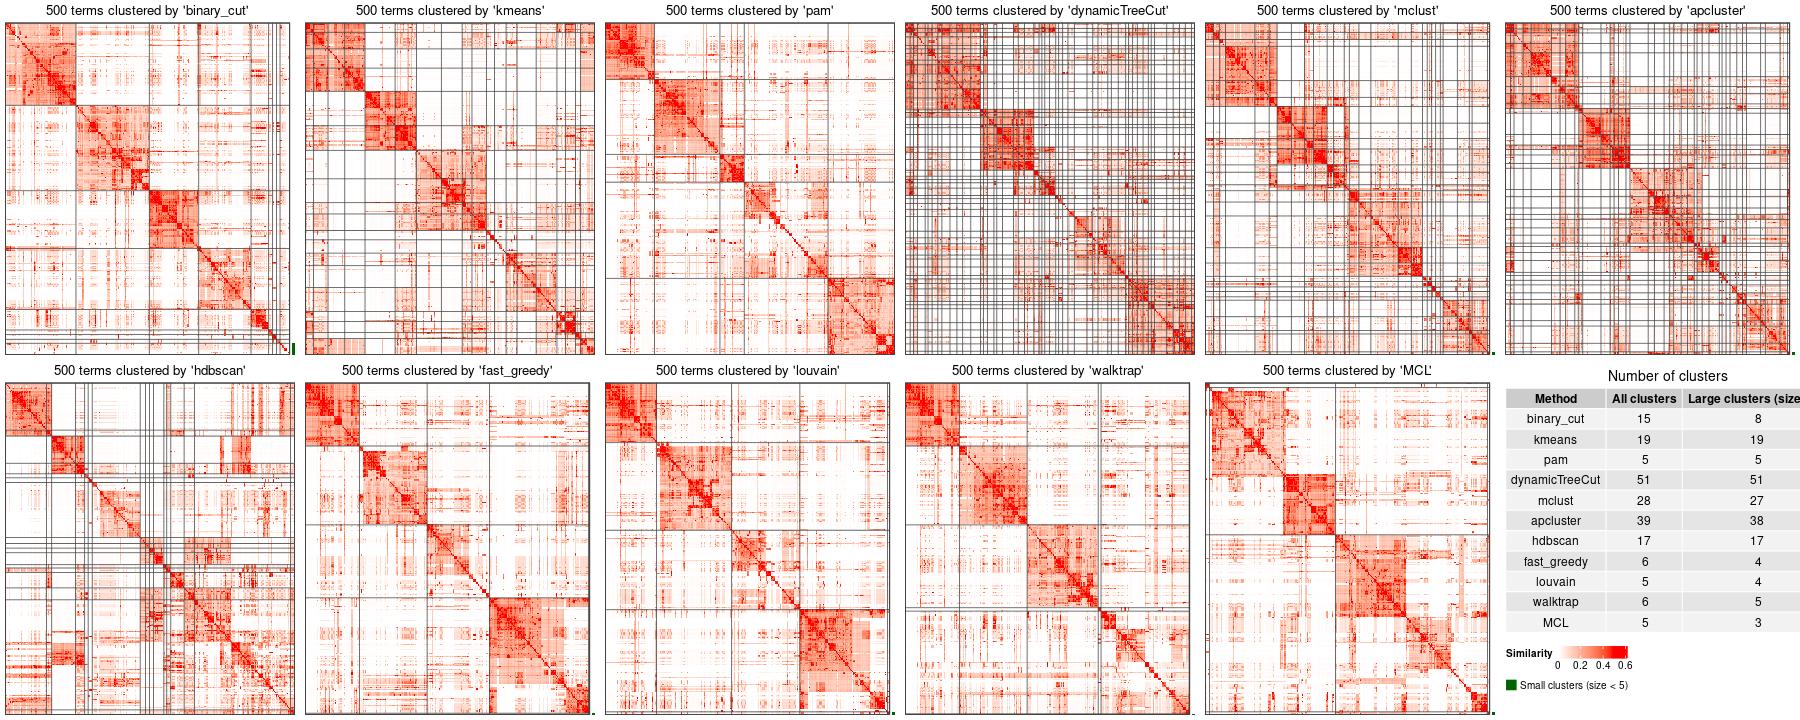 500 terms clustered by 'binary_cut'
500 terms clustered by 'kmeans'
500 terms clustered by 'pam'
500 terms clustered by 'dynamicTreeCut'
500 terms clustered by 'mclust'
500 terms clustered by 'apcluster'
500 terms clustered by 'hdbscan'
500 terms clustered by 'fast_greedy'
500 terms clustered by 'louvain'
500 terms clustered by 'walktrap'
500 terms clustered by 'MCL'
Number of clusters
Method All clusters Large clusters (size
binary_cut 15 8
kmeans 19 19
pam 5 5
dynamicTreeCut 51 51
mclust 28 27
apcluster 39 38
hdbscan 17 17
fast_greedy 6 4
louvain 5 4
walktrap 6 5
MCL 5 3
Similarity
0 0.2 0.4 0.6
Small clusters (size < 5)